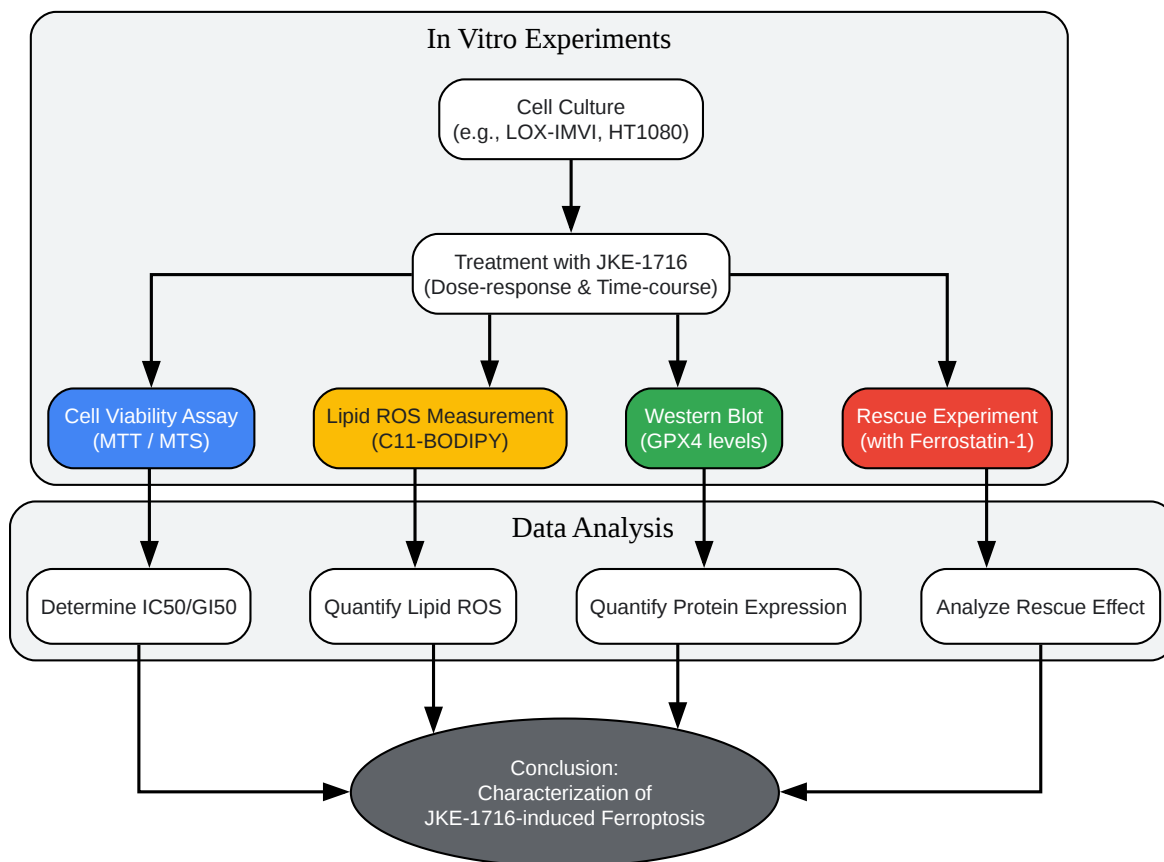 In Vitro Experiments
Cell Culture
(e.g., LOX-IMVI, HT1080)
Treatment with JKE-1716
(Dose-response & Time-course)
Cell Viability Assay
(MTT / MTS)
Lipid ROS Measurement
(C11-BODIPY)
Western Blot
(GPX4 levels)
Rescue Experiment
(with Ferrostatin-1)
Data Analysis
Determine IC50/GI50
Quantify Lipid ROS
Quantify Protein Expression
Analyze Rescue Effect
Conclusion:
Characterization of
JKE-1716-induced Ferroptosis